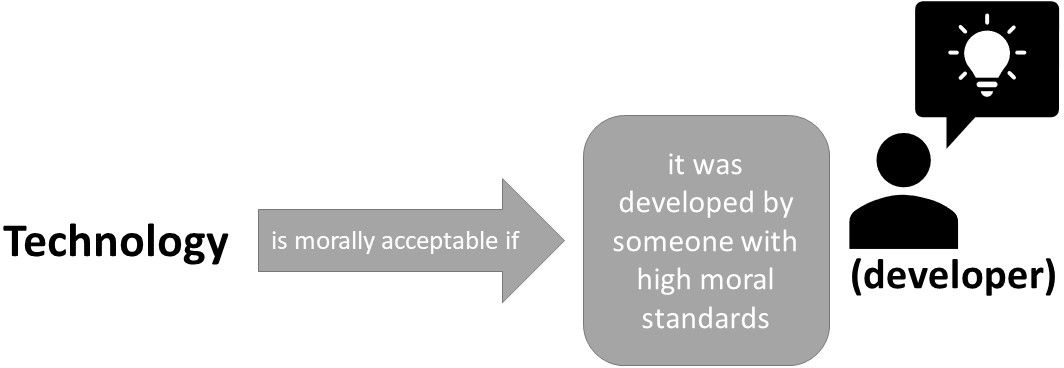 Technology
is morally acceptable if
it was
developed by
someone with
high moral
standards
(developer)